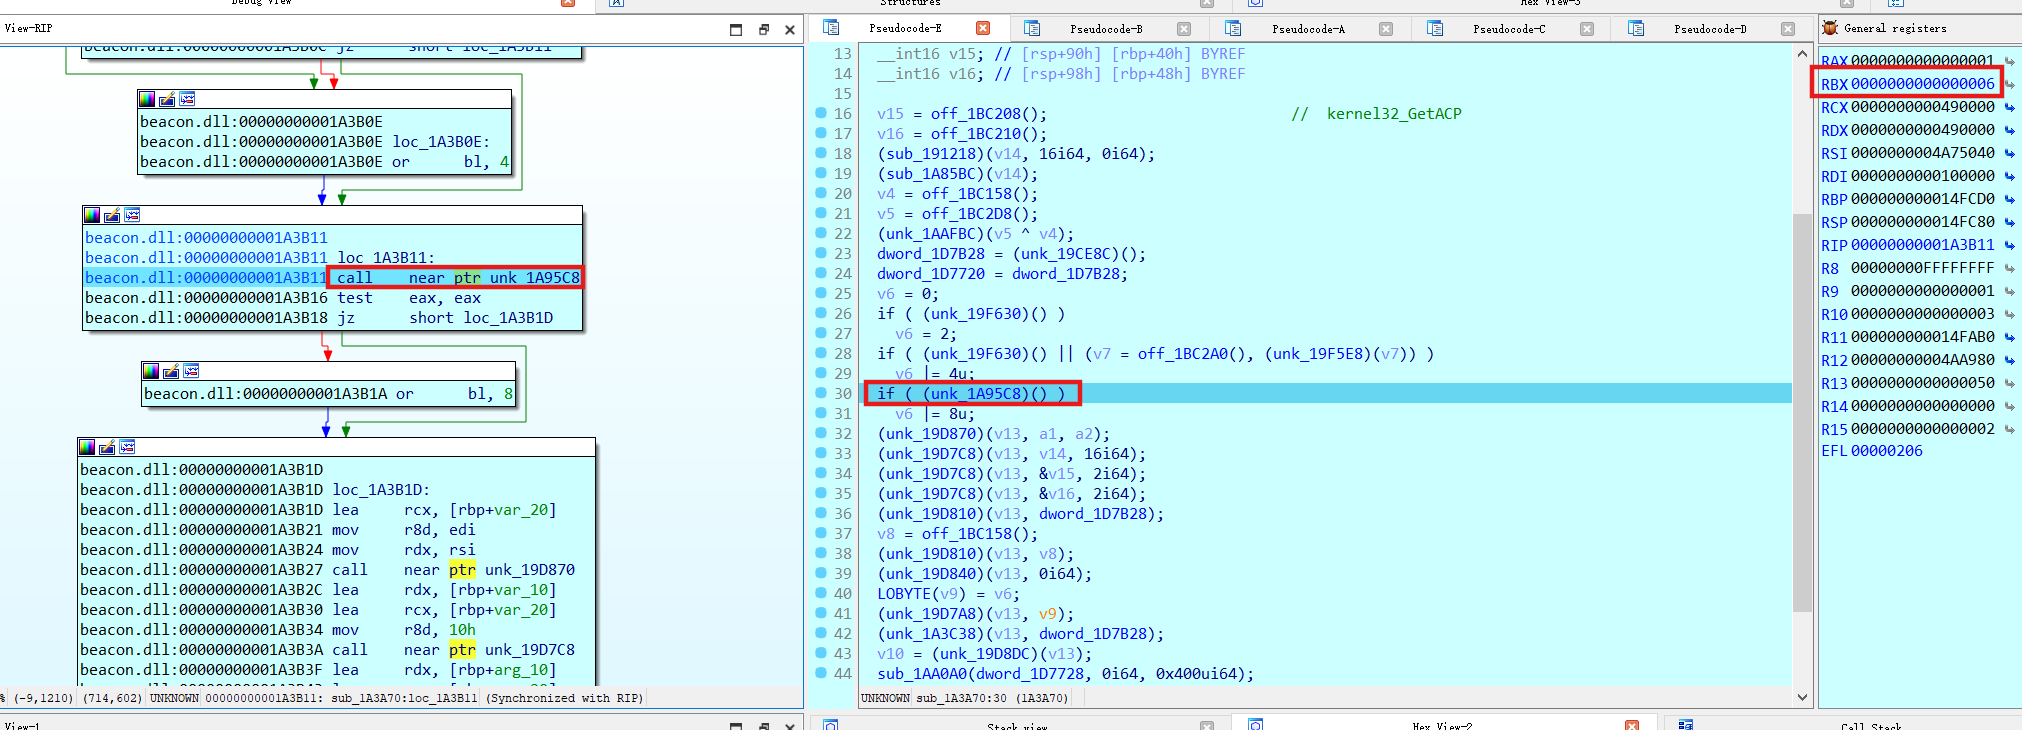 Debug View
Structures
Hex View-3
View-RIP
beacon.dll:00000000001A3B0C jz short loc_1A3B11
beacon.dll:00000000001A3B0E
beacon.dll:00000000001A3B0E loc_1A3B0E:
beacon.dll:00000000001A3B0E or bl, 4
beacon.dll:00000000001A3B11
beacon.dll:00000000001A3B11 loc_1A3B11:
beacon.dll:00000000001A3B11 call near ptr unk_1A95C8
beacon.dll:00000000001A3B16 test eax, eax
beacon.dll:00000000001A3B18 jz short loc_1A3B1D
beacon.dll:00000000001A3B1A or bl, 8
beacon.dll:00000000001A3B1D
beacon.dll:00000000001A3B1D loc_1A3B1D:
beacon.dll:00000000001A3B1D lea rcx, [rbp+var_20]
beacon.dll:00000000001A3B21 mov r8d, edi
beacon.dll:00000000001A3B24 mov rdx, rsi
beacon.dll:00000000001A3B27 call near ptr unk_19D870
beacon.dll:00000000001A3B2C lea rdx, [rbp+var_10]
beacon.dll:00000000001A3B30 lea rcx, [rbp+var_20]
beacon.dll:00000000001A3B34 mov r8d, 10h
beacon.dll:00000000001A3B3A call near ptr unk_19D7C8
beacon.dll:00000000001A3B3F lea rdx, [rbp+arg_10]
% (-9,1210) (714,602) UNKNOWN 00000000001A3B11: sub_1A3A70:loc_1A3B11 (Synchronized with RIP)
Pseudocode-E
Pseudocode-B
Pseudocode-A
Pseudocode-C
Pseudocode-D
13 __int16 v15; // [rsp+90h] [rbp+40h] BYREF
14 __int16 v16; // [rsp+98h] [rbp+48h] BYREF
15
16 v15 = off_1BC208(); // kernel32_GetACP
17 v16 = off_1BC210();
18 (sub_191218)(v14, 16i64, 0i64);
19 (sub_1A85BC)(v14);
20 v4 = off_1BC158();
21 v5 = off_1BC2D8();
22 (unk_1AAFBC)(v5 ^ v4);
23 dword_1D7B28 = (unk_19CE8C)();
24 dword_1D7720 = dword_1D7B28;
25 v6 = 0;
26 if ( (unk_19F630)() )
27 v6 = 2;
28 if ( (unk_19F630)() || (v7 = off_1BC2A0(), (unk_19F5E8)(v7)) )
29 v6 |= 4u;
30 if ( (unk_1A95C8)() )
31 v6 |= 8u;
32 (unk_19D870)(v13, a1, a2);
33 (unk_19D7C8)(v13, v14, 16i64);
34 (unk_19D7C8)(v13, &v15, 2i64);
35 (unk_19D7C8)(v13, &v16, 2i64);
36 (unk_19D810)(v13, dword_1D7B28);
37 v8 = off_1BC158();
38 (unk_19D810)(v13, v8);
39 (unk_19D840)(v13, 0i64);
40 LOBYTE(v9) = v6;
41 (unk_19D7A8)(v13, v9);
42 (unk_1A3C38)(v13, dword_1D7B28);
43 v10 = (unk_19D8DC)(v13);
44 sub_1AA0A0(dword_1D7728, 0i64, 0x400ui64);
UNKNOWN sub_1A3A70:30 (1A3A70)
General registers
RAX 0000000000000001
RBX 0000000000000006
RCX 0000000000490000
RDX 0000000000490000
RSI 0000000004A75040
RDI 0000000000100000
RBP 000000000014FCD0
RSP 000000000014FC80
RIP 00000000001A3B11
R8 00000000FFFFFFFF
R9 0000000000000001
R10 0000000000000003
R11 000000000014FAB0
R12 00000000004AA980
R13 0000000000000050
R14 0000000000000000
R15 0000000000000002
EFL 00000206
View-1
Stack view
Hex View-2
Call Stack